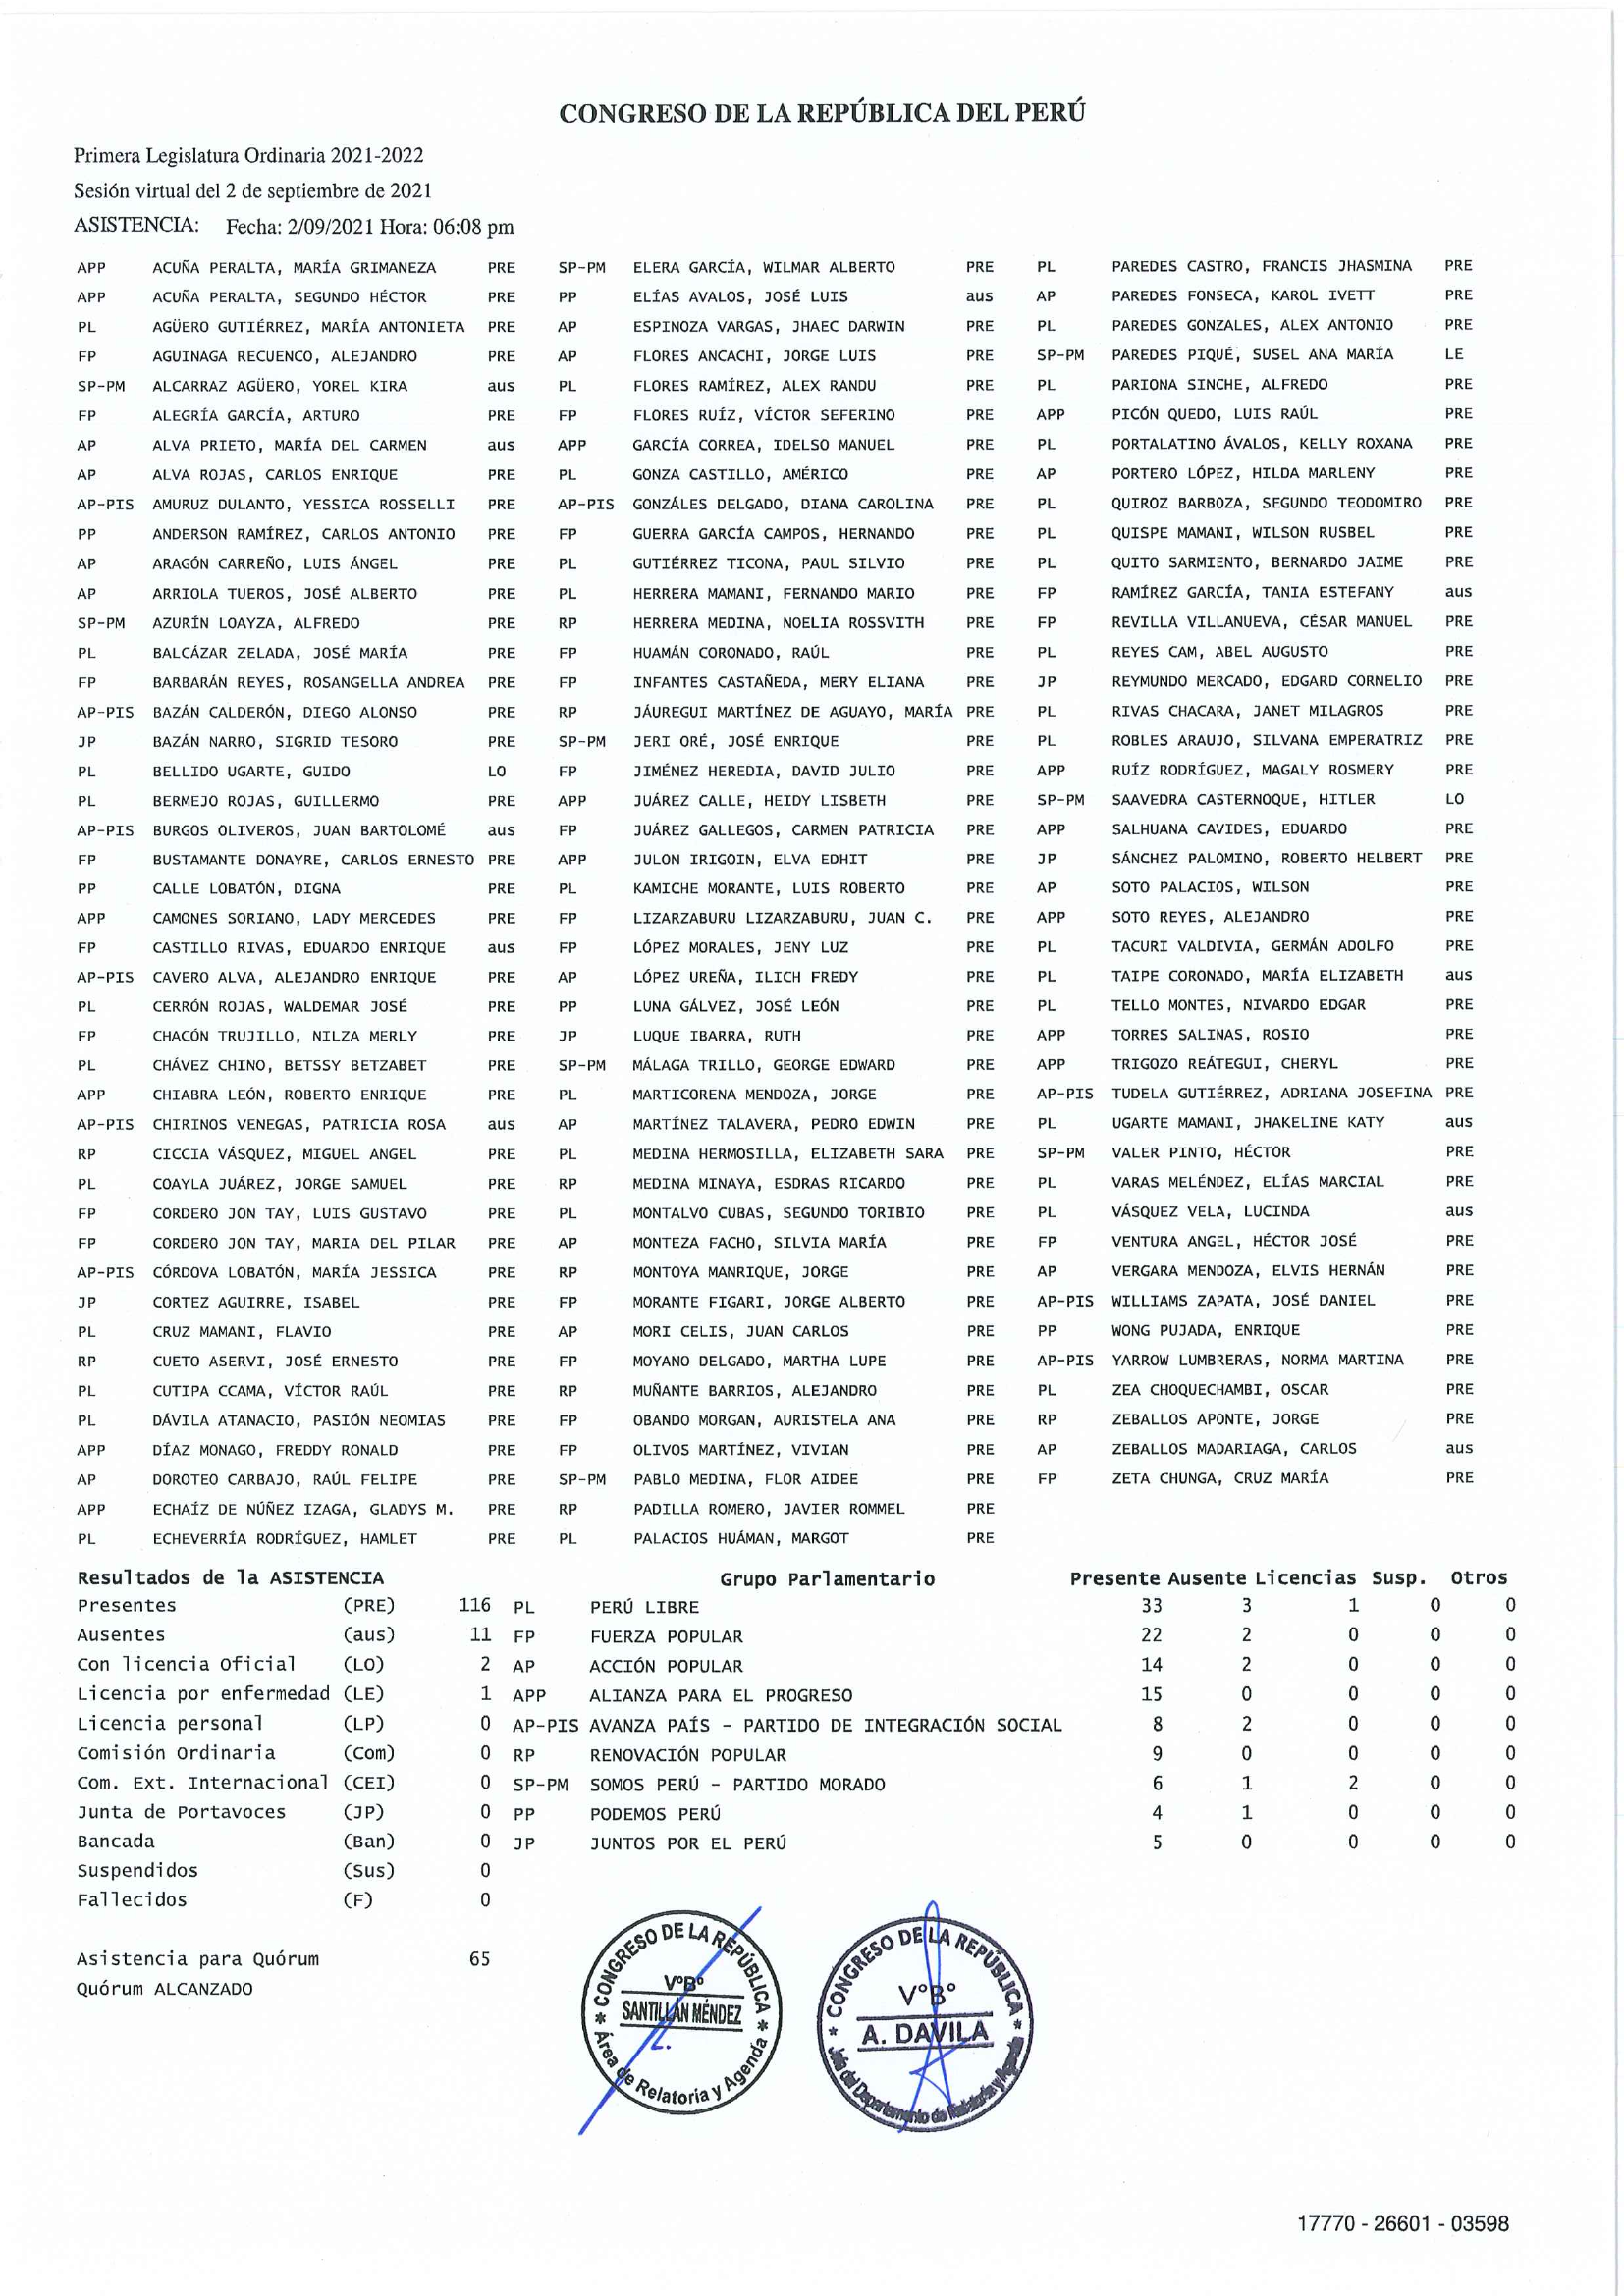 CONGRESO DE LA REPÚBLICA DEL PERÚ
Primera Legislatura Ordinaria 2021-2022
Sesión virtual del 2 de septiembre de 2021
ASISTENCIA: Fecha: 2/09/2021 Hora: 06:08 pm
APP ACUÑA PERALTA, MARÍA GRIMANEZA PRE SP-PM ELERA GARCÍA, WILMAR ALBERTO PRE PL PAREDES CASTRO, FRANCIS JHASMINA PRE
APP ACUÑA PERALTA, SEGUNDO HÉCTOR PRE PP ELÍAS AVALOS, JOSÉ LUIS aus AP PAREDES FONSECA, KAROL IVETT PRE
PL AGÜERO GUTIÉRREZ, MARÍA ANTONIETA PRE AP ESPINOZA VARGAS, JHAEC DARWIN PRE PL PAREDES GONZALES, ALEX ANTONIO PRE
FP AGUINAGA RECUENCO, ALEJANDRO PRE AP FLORES ANCACHI, JORGE LUIS PRE SP-PM PAREDES PIQUÉ, SUSEL ANA MARÍA LE
SP-PM ALCARRAZ AGÜERO, YOREL KIRA aus PL FLORES RAMÍREZ, ALEX RANDU PRE PL PARIONA SINCHE, ALFREDO PRE
FP ALEGRÍA GARCÍA, ARTURO PRE FP FLORES RUÍZ, VÍCTOR SEFERINO PRE APP PICÓN QUEDO, LUIS RAÚL PRE
AP ALVA PRIETO, MARÍA DEL CARMEN aus APP GARCÍA CORREA, IDELSO MANUEL PRE PL PORTALATINO ÁVALOS, KELLY ROXANA PRE
AP ALVA ROJAS, CARLOS ENRIQUE PRE PL GONZA CASTILLO, AMÉRICO PRE AP PORTERO LÓPEZ, HILDA MARLENY PRE
AP-PIS AMURUZ DULANTO, YESSICA ROSSELLI PRE AP-PIS GONZÁLES DELGADO, DIANA CAROLINA PRE PL QUIROZ BARBOZA, SEGUNDO TEODOMIRO PRE
PP ANDERSON RAMÍREZ, CARLOS ANTONIO PRE FP GUERRA GARCÍA CAMPOS, HERNANDO PRE PL QUISPE MAMANI, WILSON RUSBEL PRE
AP ARAGÓN CARREÑO, LUIS ÁNGEL PRE PL GUTIÉRREZ TICONA, PAUL SILVIO PRE PL QUITO SARMIENTO, BERNARDO JAIME PRE
AP ARRIOLA TUEROS, JOSÉ ALBERTO PRE PL HERRERA MAMANI, FERNANDO MARIO PRE FP RAMÍREZ GARCÍA, TANIA ESTEFANY aus
SP-PM AZURÍN LOAYZA, ALFREDO PRE RP HERRERA MEDINA, NOELIA ROSSVITH PRE FP REVILLA VILLANUEVA, CÉSAR MANUEL PRE
PL BALCÁZAR ZELADA, JOSÉ MARÍA PRE FP HUAMÁN CORONADO, RAÚL PRE PL REYES CAM, ABEL AUGUSTO PRE
FP BARBARÁN REYES, ROSANGELLA ANDREA PRE FP INFANTES CASTAÑEDA, MERY ELIANA PRE JP REYMUNDO MERCADO, EDGARD CORNELIO PRE
AP-PIS BAZÁN CALDERÓN, DIEGO ALONSO PRE RP JÁUREGUI MARTÍNEZ DE AGUAYO, MARÍA PRE PL RIVAS CHACARA, JANET MILAGROS PRE
JP BAZÁN NARRO, SIGRID TESORO PRE SP-PM JERI ORÉ, JOSÉ ENRIQUE PRE PL ROBLES ARAUJO, SILVANA EMPERATRIZ PRE
PL BELLIDO UGARTE, GUIDO LO FP JIMÉNEZ HEREDIA, DAVID JULIO PRE APP RUÍZ RODRÍGUEZ, MAGALY ROSMERY PRE
PL BERMEJO ROJAS, GUILLERMO PRE APP JUÁREZ CALLE, HEIDY LISBETH PRE SP-PM SAAVEDRA CASTERNOQUE, HITLER LO
AP-PIS BURGOS OLIVEROS, JUAN BARTOLOMÉ aus FP JUÁREZ GALLEGOS, CARMEN PATRICIA PRE APP SALHUANA CAVIDES, EDUARDO PRE
FP BUSTAMANTE DONAYRE, CARLOS ERNESTO PRE APP JULON IRIGOIN, ELVA EDHIT PRE JP SÁNCHEZ PALOMINO, ROBERTO HELBERT PRE
PP CALLE LOBATÓN, DIGNA PRE PL KAMICHE MORANTE, LUIS ROBERTO PRE AP SOTO PALACIOS, WILSON PRE
APP CAMONES SORIANO, LADY MERCEDES PRE FP LIZARZABURU LIZARZABURU, JUAN C. PRE APP SOTO REYES, ALEJANDRO PRE
FP CASTILLO RIVAS, EDUARDO ENRIQUE aus FP LÓPEZ MORALES, JENY LUZ PRE PL TACURI VALDIVIA, GERMÁN ADOLFO PRE
AP-PIS CAVERO ALVA, ALEJANDRO ENRIQUE PRE AP LÓPEZ UREÑA, ILICH FREDY PRE PL TAIPE CORONADO, MARÍA ELIZABETH aus
PL CERRÓN ROJAS, WALDEMAR JOSÉ PRE PP LUNA GÁLVEZ, JOSÉ LEÓN PRE PL TELLO MONTES, NIVARDO EDGAR PRE
FP CHACÓN TRUJILLO, NILZA MERLY PRE JP LUQUE IBARRA, RUTH PRE APP TORRES SALINAS, ROSIO PRE
PL CHÁVEZ CHINO, BETSSY BETZABET PRE SP-PM MÁLAGA TRILLO, GEORGE EDWARD PRE APP TRIGOZO REÁTEGUI, CHERYL PRE
APP CHIABRA LEÓN, ROBERTO ENRIQUE PRE PL MARTICORENA MENDOZA, JORGE PRE AP-PIS TUDELA GUTIÉRREZ, ADRIANA JOSEFINA PRE
AP-PIS CHIRINOS VENEGAS, PATRICIA ROSA aus AP MARTÍNEZ TALAVERA, PEDRO EDWIN PRE PL UGARTE MAMANI, JHAKELINE KATY aus
RP CICCIA VÁSQUEZ, MIGUEL ANGEL PRE PL MEDINA HERMOSILLA, ELIZABETH SARA PRE SP-PM VALER PINTO, HÉCTOR PRE
PL COAYLA JUÁREZ, JORGE SAMUEL PRE RP MEDINA MINAYA, ESDRAS RICARDO PRE PL VARAS MELÉNDEZ, ELÍAS MARCIAL PRE
FP CORDERO JON TAY, LUIS GUSTAVO PRE PL MONTALVO CUBAS, SEGUNDO TORIBIO PRE PL VÁSQUEZ VELA, LUCINDA aus
FP CORDERO JON TAY, MARIA DEL PILAR PRE AP MONTEZA FACHO, SILVIA MARÍA PRE FP VENTURA ANGEL, HÉCTOR JOSÉ PRE
AP-PIS CÓRDOVA LOBATÓN, MARÍA JESSICA PRE RP MONTOYA MANRIQUE, JORGE PRE AP VERGARA MENDOZA, ELVIS HERNÁN PRE
JP CORTEZ AGUIRRE, ISABEL PRE FP MORANTE FIGARI, JORGE ALBERTO PRE AP-PIS WILLIAMS ZAPATA, JOSÉ DANIEL PRE
PL CRUZ MAMANI, FLAVIO PRE AP MORI CELIS, JUAN CARLOS PRE PP WONG PUJADA, ENRIQUE PRE
RP CUETO ASERVI, JOSÉ ERNESTO PRE FP MOYANO DELGADO, MARTHA LUPE PRE AP-PIS YARROW LUMBRERAS, NORMA MARTINA PRE
PL CUTIPA CCAMA, VÍCTOR RAÚL PRE RP MUÑANTE BARRIOS, ALEJANDRO PRE PL ZEA CHOQUECHAMBI, OSCAR PRE
PL DÁVILA ATANACIO, PASIÓN NEOMIAS PRE FP OBANDO MORGAN, AURISTELA ANA PRE RP ZEBALLOS APONTE, JORGE PRE
APP DÍAZ MONAGO, FREDDY RONALD PRE FP OLIVOS MARTÍNEZ, VIVIAN PRE AP ZEBALLOS MADARIAGA, CARLOS aus
AP DOROTEO CARBAJO, RAÚL FELIPE PRE SP-PM PABLO MEDINA, FLOR AIDEE PRE FP ZETA CHUNGA, CRUZ MARÍA PRE
APP ECHAÍZ DE NÚÑEZ IZAGA, GLADYS M. PRE RP PADILLA ROMERO, JAVIER ROMMEL PRE
PL ECHEVERRÍA RODRÍGUEZ, HAMLET PRE PL PALACIOS HUÁMAN, MARGOT PRE
Resultados de la ASISTENCIA Grupo Parlamentario Presente Ausente Licencias Susp. Otros
Presentes (PRE) 116 PL PERÚ LIBRE 33 3 1 0 0
Ausentes (aus) 11 FP FUERZA POPULAR 22 2 0 0 0
Con licencia Oficial (LO) 2 AP ACCIÓN POPULAR 14 2 0 0 0
Licencia por enfermedad (LE) 1 APP ALIANZA PARA EL PROGRESO 15 0 0 0 0
Licencia personal (LP) 0 AP-PIS AVANZA PAÍS - PARTIDO DE INTEGRACIÓN SOCIAL 8 2 0 0 0
Comisión Ordinaria (Com) 0 RP RENOVACIÓN POPULAR 9 0 0 0 0
Com. Ext. Internacional (CEI) 0 SP-PM SOMOS PERÚ - PARTIDO MORADO 6 1 2 0 0
Junta de Portavoces (JP) 0 PP PODEMOS PERÚ 4 1 0 0 0
Bancada (Ban) 0 JP JUNTOS POR EL PERÚ 5 0 0 0 0
Suspendidos (Sus) 0
Fallecidos (F) 0
Asistencia para Quórum 65
Quórum ALCANZADO
* CONGRESO DE LA REPÚBLICA *
V°B°
SANTILLÁN MÉNDEZ
Área de Relatoría y Agenda
* CONGRESO DE LA REPÚBLICA *
V°B°
A. DAVILA
Jefa del Departamento de Relatoría y Agenda
17770 - 26601 - 03598